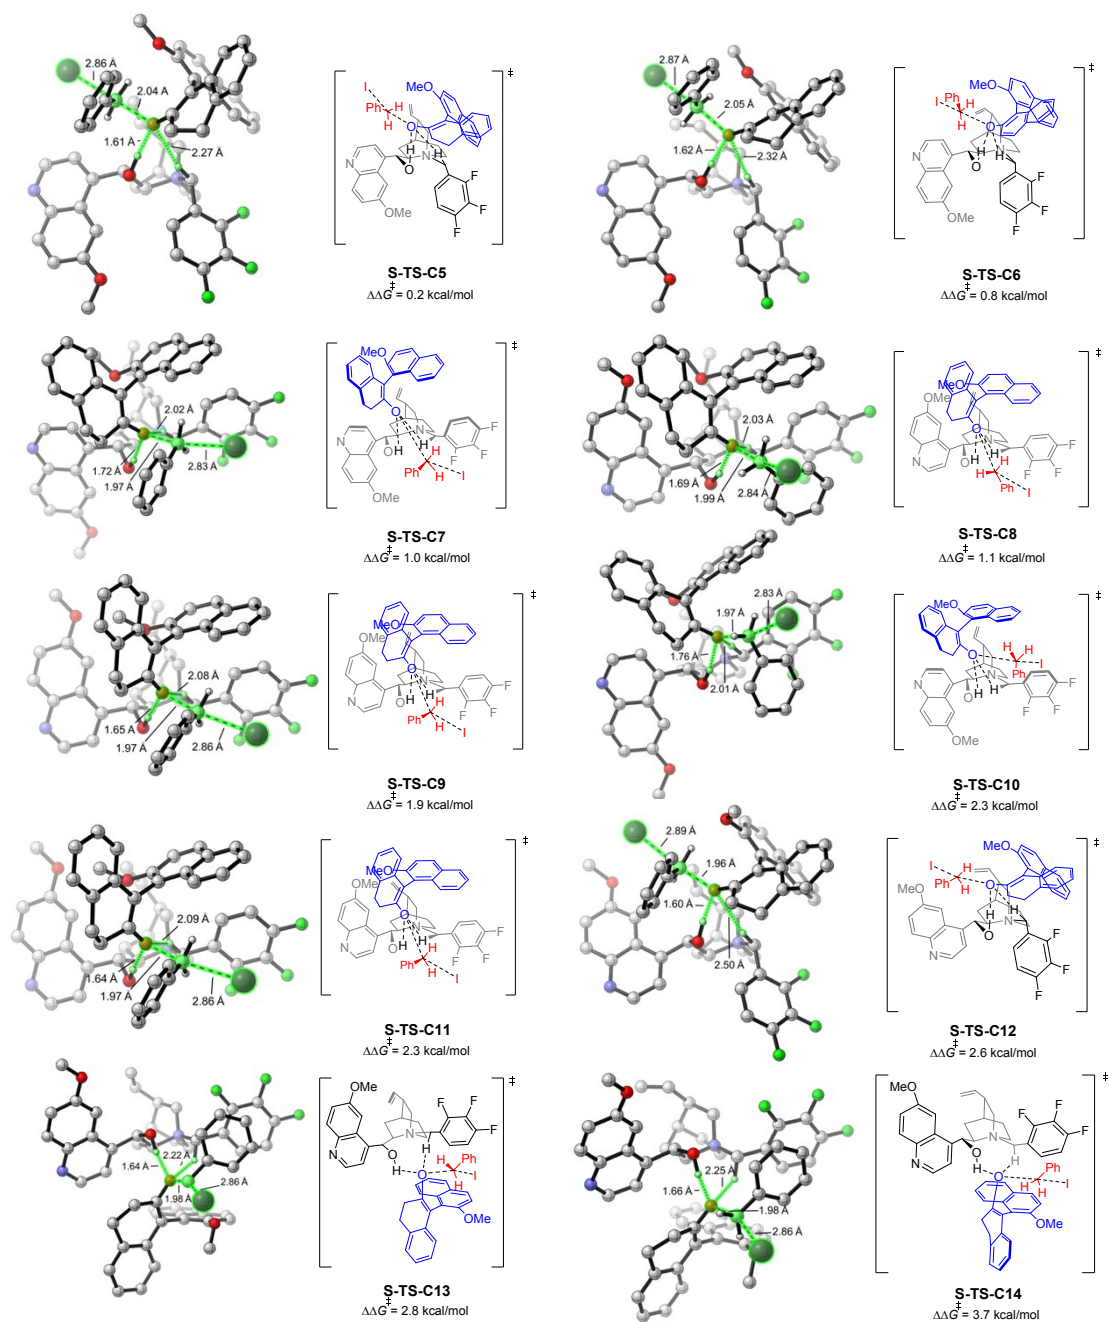 2.86 Å
2.04 Å
1.61 Å
2.27 Å
‡
I
H
Ph
H
MeO
O
N
H
H
N
O
F
F
F
OMe
S-TS-C5
ΔΔG‡ = 0.2 kcal/mol
2.87 Å
2.05 Å
1.62 Å
2.32 Å
‡
I
Ph
H
H
MeO
O
N
H
H
N
O
F
F
F
OMe
S-TS-C6
ΔΔG‡ = 0.8 kcal/mol
2.02 Å
1.72 Å
2.83 Å
1.97 Å
‡
MeO
O
N
H
N
H
OH
F
F
F
H
Ph
H
I
OMe
S-TS-C7
ΔΔG‡ = 1.0 kcal/mol
2.03 Å
1.69 Å
1.99 Å
2.84 Å
‡
OMe
MeO
O
N
H
N
H
OH
F
F
F
H
H
Ph
I
S-TS-C8
ΔΔG‡ = 1.1 kcal/mol
2.08 Å
1.65 Å
1.97 Å
2.86 Å
‡
OMe
MeO
O
N
H
N
H
OH
F
F
F
H
Ph
H
I
S-TS-C9
ΔΔG‡ = 1.9 kcal/mol
1.97 Å
2.83 Å
1.76 Å
2.01 Å
‡
MeO
O
H
H
I
Ph
N
H
N
H
OH
F
F
F
OMe
S-TS-C10
ΔΔG‡ = 2.3 kcal/mol
2.09 Å
1.64 Å
1.97 Å
2.86 Å
‡
OMe
MeO
O
N
H
N
H
OH
F
F
F
H
Ph
H
I
S-TS-C11
ΔΔG‡ = 2.3 kcal/mol
2.89 Å
1.96 Å
1.60 Å
2.50 Å
‡
I
H
Ph
H
MeO
O
MeO
H
H
N
O
N
F
F
F
S-TS-C12
ΔΔG‡ = 2.6 kcal/mol
2.22 Å
1.64 Å
2.86 Å
1.98 Å
‡
OMe
N
N
H
F
F
F
O
H
O
Ph
H
H
I
OMe
S-TS-C13
ΔΔG‡ = 2.8 kcal/mol
2.25 Å
1.66 Å
1.98 Å
2.86 Å
‡
MeO
N
N
H
F
F
F
O
H
O
Ph
H
H
I
OMe
S-TS-C14
ΔΔG‡ = 3.7 kcal/mol